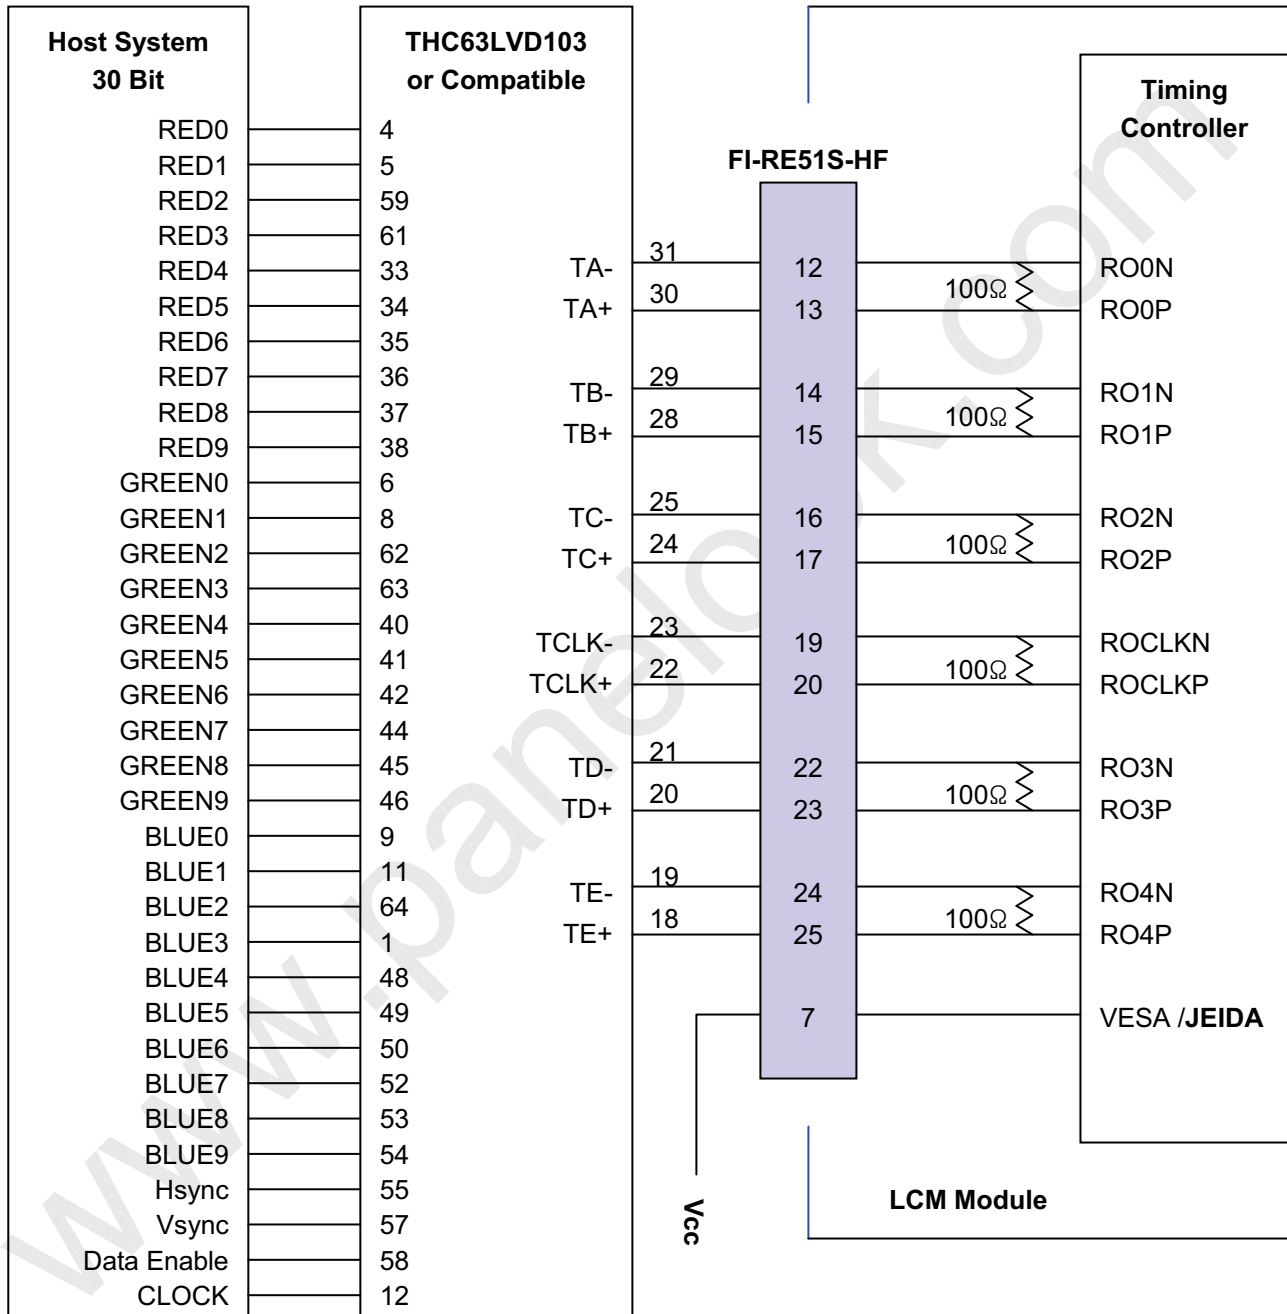 Host System
30 Bit
RED0
RED1
RED2
RED3
RED4
RED5
RED6
RED7
RED8
RED9
GREEN0
GREEN1
GREEN2
GREEN3
GREEN4
GREEN5
GREEN6
GREEN7
GREEN8
GREEN9
BLUE0
BLUE1
BLUE2
BLUE3
BLUE4
BLUE5
BLUE6
BLUE7
BLUE8
BLUE9
Hsync
Vsync
Data Enable
CLOCK
THC63LVD103
or Compatible
4
5
59
61
33
34
35
36
37
38
6
8
62
63
40
41
42
44
45
46
9
11
64
1
48
49
50
52
53
54
55
57
58
12
TA- 31
TA+ 30
TB- 29
TB+ 28
TC- 25
TC+ 24
TCLK- 23
TCLK+ 22
TD- 21
TD+ 20
TE- 19
TE+ 18
FI-RE51S-HF
12
13
14
15
16
17
19
20
22
23
24
25
7
Vcc
100Ω
100Ω
100Ω
100Ω
100Ω
100Ω
Timing
Controller
RO0N
RO0P
RO1N
RO1P
RO2N
RO2P
ROCLKN
ROCLKP
RO3N
RO3P
RO4N
RO4P
VESA /JEIDA
LCM Module
www.panelook.com